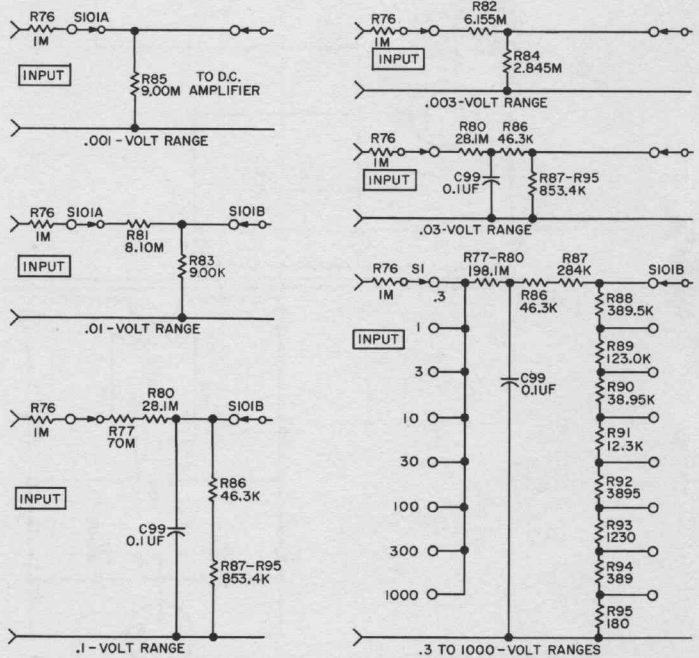 R76
1M
S101A
INPUT
R85
9.00M
TO D.C.
AMPLIFIER
.001-VOLT RANGE
R76
1M
S101A
R81
8.10M
S101B
INPUT
R83
900K
.01-VOLT RANGE
R76
1M
R77
70M
R80
28.1M
S101B
INPUT
R86
46.3K
C99
0.1UF
R87-R95
853.4K
.1-VOLT RANGE
R76
1M
R82
6.155M
INPUT
R84
2.845M
.003-VOLT RANGE
R76
1M
R80
28.1M
R86
46.3K
INPUT
C99
0.1UF
R87-R95
853.4K
.03-VOLT RANGE
R76
1M
S1
.3
R77-R80
198.1M
R86
46.3K
R87
284K
S101B
INPUT
1
3
10
30
100
300
1000
C99
0.1UF
R88
389.5K
R89
123.0K
R90
38.95K
R91
12.3K
R92
3895
R93
1230
R94
389
R95
180
.3 TO 1000-VOLT RANGES